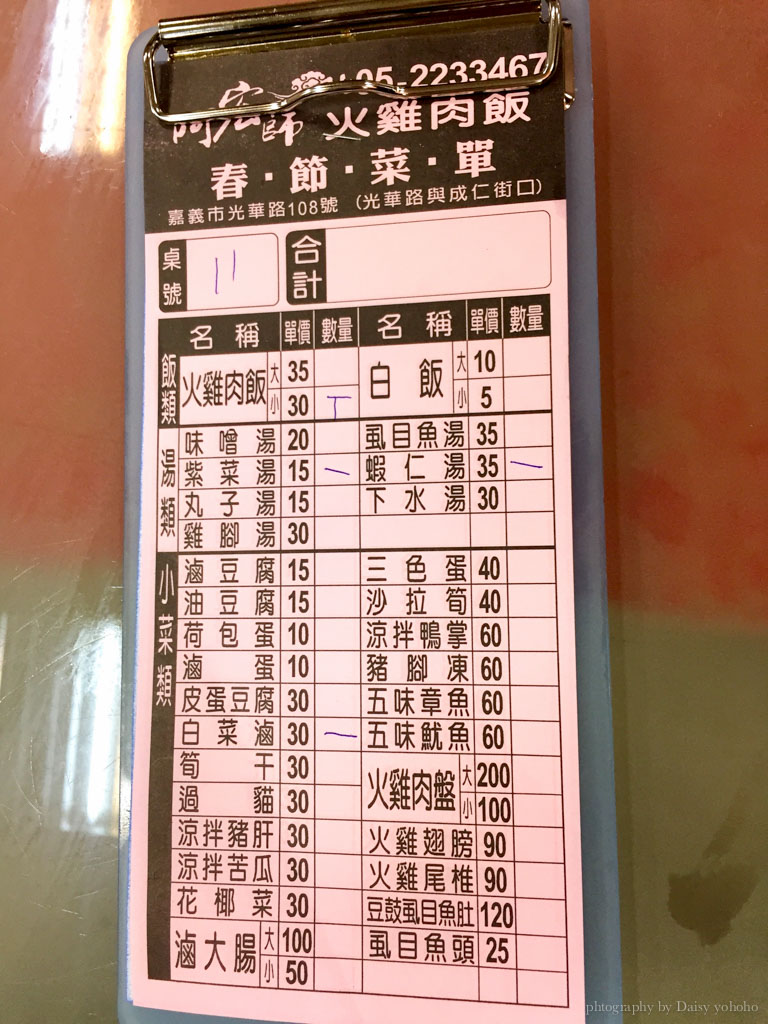 05-2233467
阿宏師 火雞肉飯
春·節·菜·單
嘉義市光華路108號 (光華路與成仁街口)
桌號 11 合計
名稱 單價 數量 名稱 單價 數量
飯類
火雞肉飯 大 35 白飯 大 10
小 30 丅 小 5
湯類
味噌湯 20 虱目魚湯 35
紫菜湯 15 一 蝦仁湯 35 一
丸子湯 15 下水湯 30
雞腳湯 30
小菜類
滷豆腐 15 三色蛋 40
油豆腐 15 沙拉筍 40
荷包蛋 10 涼拌鴨掌 60
滷蛋 10 豬腳凍 60
皮蛋豆腐 30 五味章魚 60
白菜滷 30 一 五味魷魚 60
筍干 30 火雞肉盤 大 200
過貓 30 小 100
涼拌豬肝 30 火雞翅膀 90
涼拌苦瓜 30 火雞尾椎 90
花椰菜 30 豆鼓虱目魚肚 120
滷大腸 大 100 虱目魚頭 25
小 50
phtography by Daisy yohoho